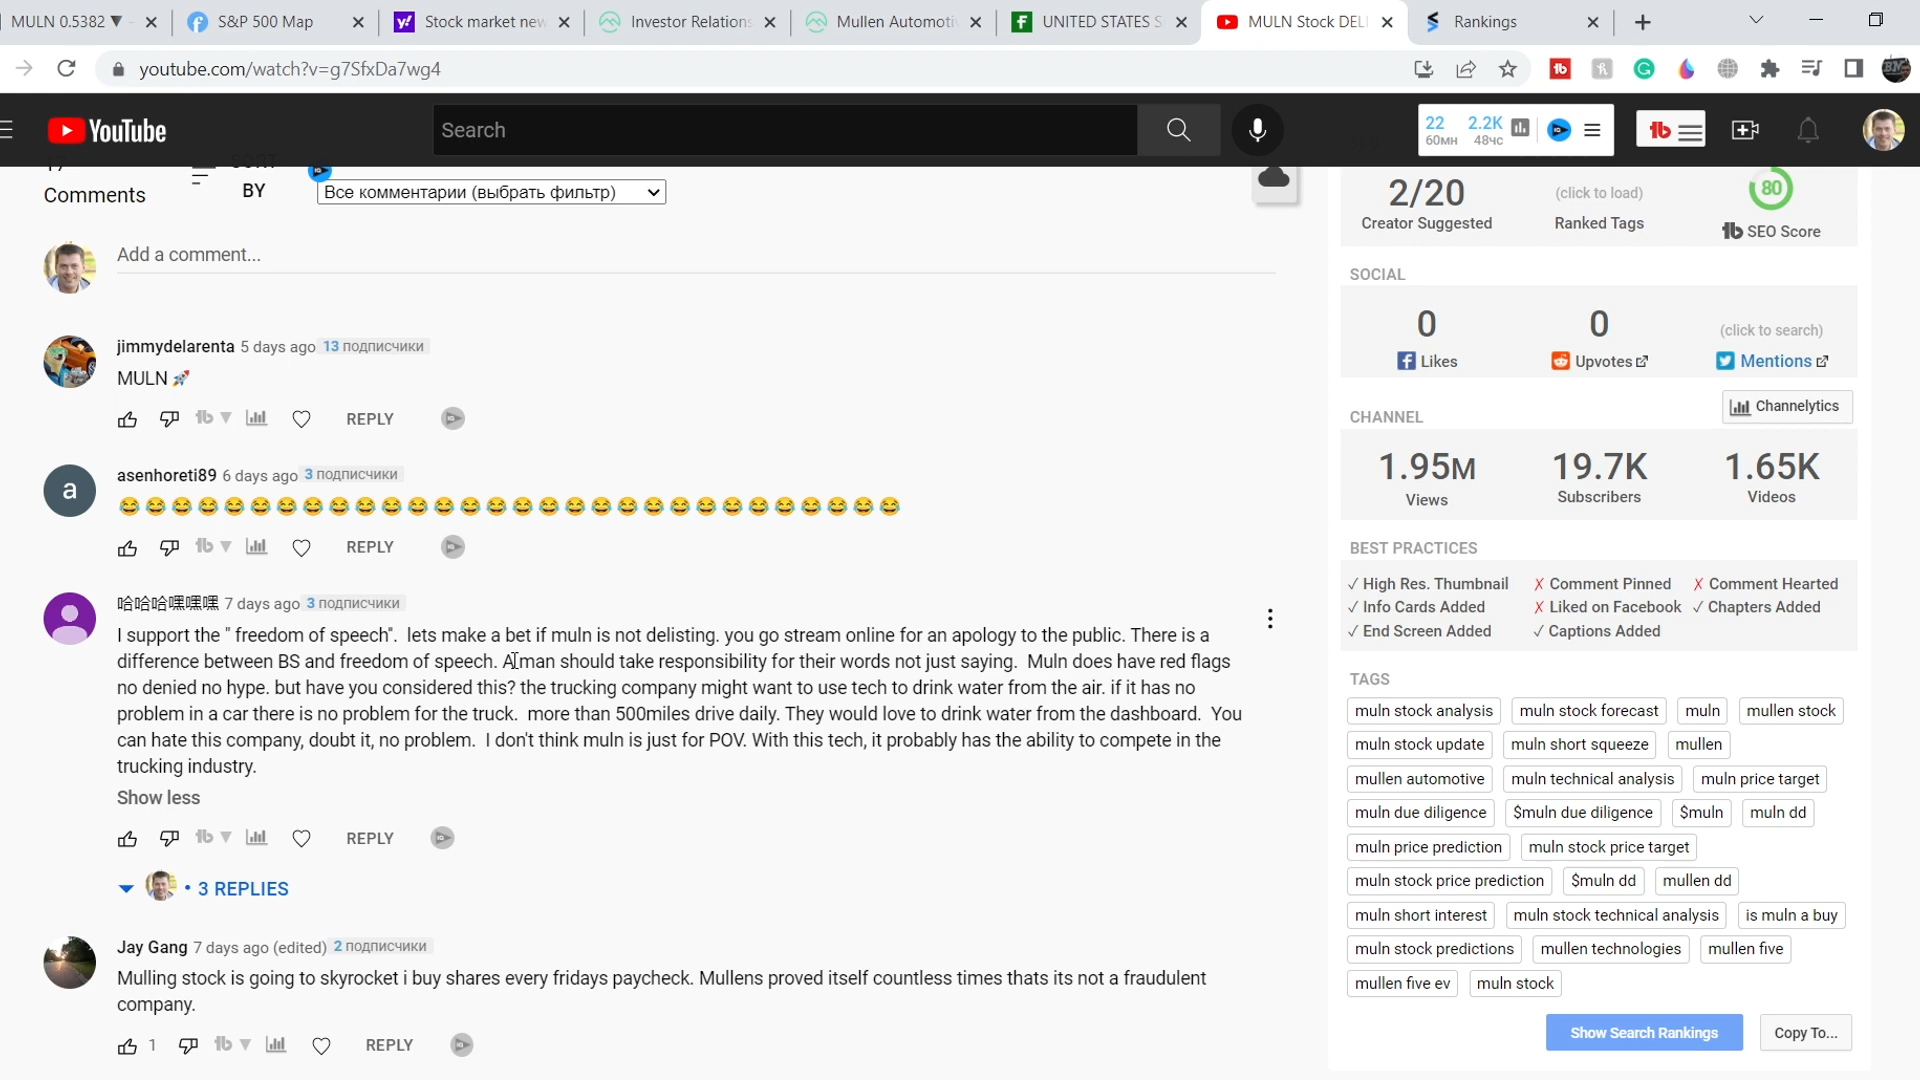 MULN 0.5382 ▼
S&P 500 Map
Stock market new
Investor Relations
Mullen Automoti
UNITED STATES S
MULN Stock DEL
Rankings
youtube.com/watch?v=g7SfxDa7wg4
YouTube
Search
22 2.2K
60мн 48чс
Comments
SORT
BY
Все комментарии (выбрать фильтр)
Add a comment...
jimmydelarenta 5 days ago 13 подписчики
MULN 🚀
REPLY
asenhoreti89 6 days ago 3 подписчики
😂😂😂😂😂😂😂😂😂😂😂😂😂😂😂😂😂😂😂😂😂😂😂😂😂😂😂😂😂😂
REPLY
哈哈哈嘿嘿嘿 7 days ago 3 подписчики
I support the " freedom of speech". lets make a bet if muln is not delisting. you go stream online for an apology to the public. There is a
difference between BS and freedom of speech. A man should take responsibility for their words not just saying. Muln does have red flags
no denied no hype. but have you considered this? the trucking company might want to use tech to drink water from the air. if it has no
problem in a car there is no problem for the truck. more than 500miles drive daily. They would love to drink water from the dashboard. You
can hate this company, doubt it, no problem. I don't think muln is just for POV. With this tech, it probably has the ability to compete in the
trucking industry.
Show less
REPLY
• 3 REPLIES
Jay Gang 7 days ago (edited) 2 подписчики
Mulling stock is going to skyrocket i buy shares every fridays paycheck. Mullens proved itself countless times thats its not a fraudulent
company.
1 REPLY
2/20 (click to load) 80
Creator Suggested Ranked Tags SEO Score
SOCIAL
0 0 (click to search)
Likes Upvotes Mentions
CHANNEL Channelytics
1.95M 19.7K 1.65K
Views Subscribers Videos
BEST PRACTICES
✓ High Res. Thumbnail ✗ Comment Pinned ✗ Comment Hearted
✓ Info Cards Added ✗ Liked on Facebook ✓ Chapters Added
✓ End Screen Added ✓ Captions Added
TAGS
muln stock analysis muln stock forecast muln mullen stock
muln stock update muln short squeeze mullen
mullen automotive muln technical analysis muln price target
muln due diligence $muln due diligence $muln muln dd
muln price prediction muln stock price target
muln stock price prediction $muln dd mullen dd
muln short interest muln stock technical analysis is muln a buy
muln stock predictions mullen technologies mullen five
mullen five ev muln stock
Show Search Rankings Copy To...